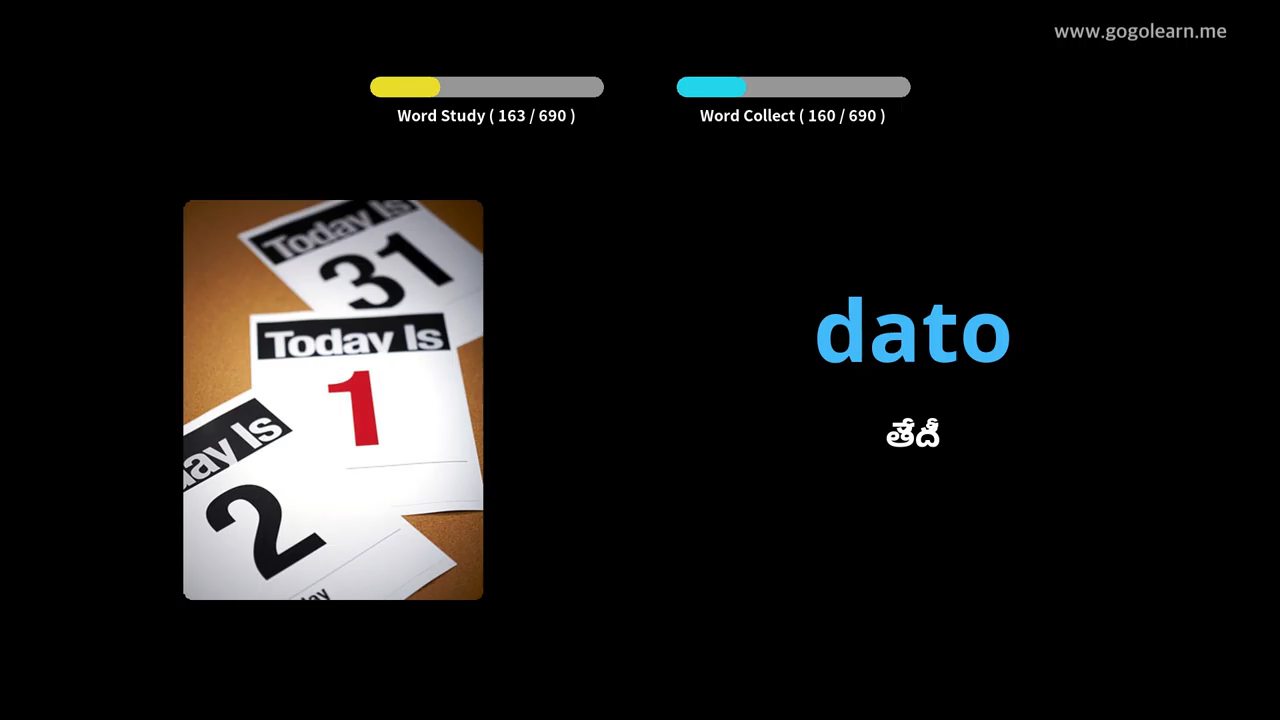 www.gogolearn.me
Word Study ( 163 / 690 )
Word Collect ( 160 / 690 )
Today Is
31
Today Is
1
ay Is
2
day
dato
తేదీ